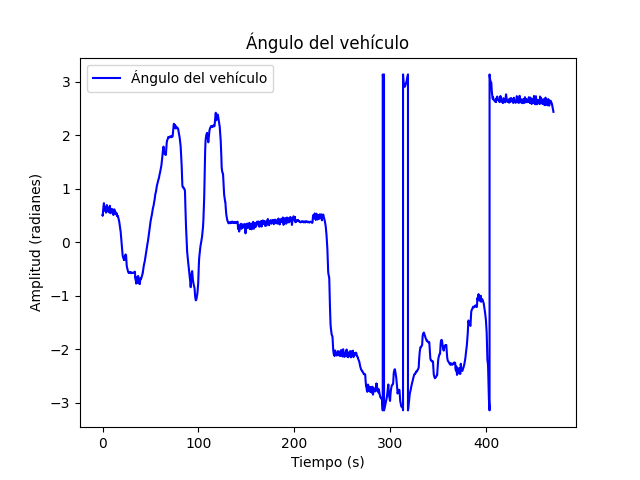 Ángulo del vehículo
Ángulo del vehículo
3
2
1
0
−1
−2
−3
Amplitud (radianes)
0 100 200 300 400
Tiempo (s)